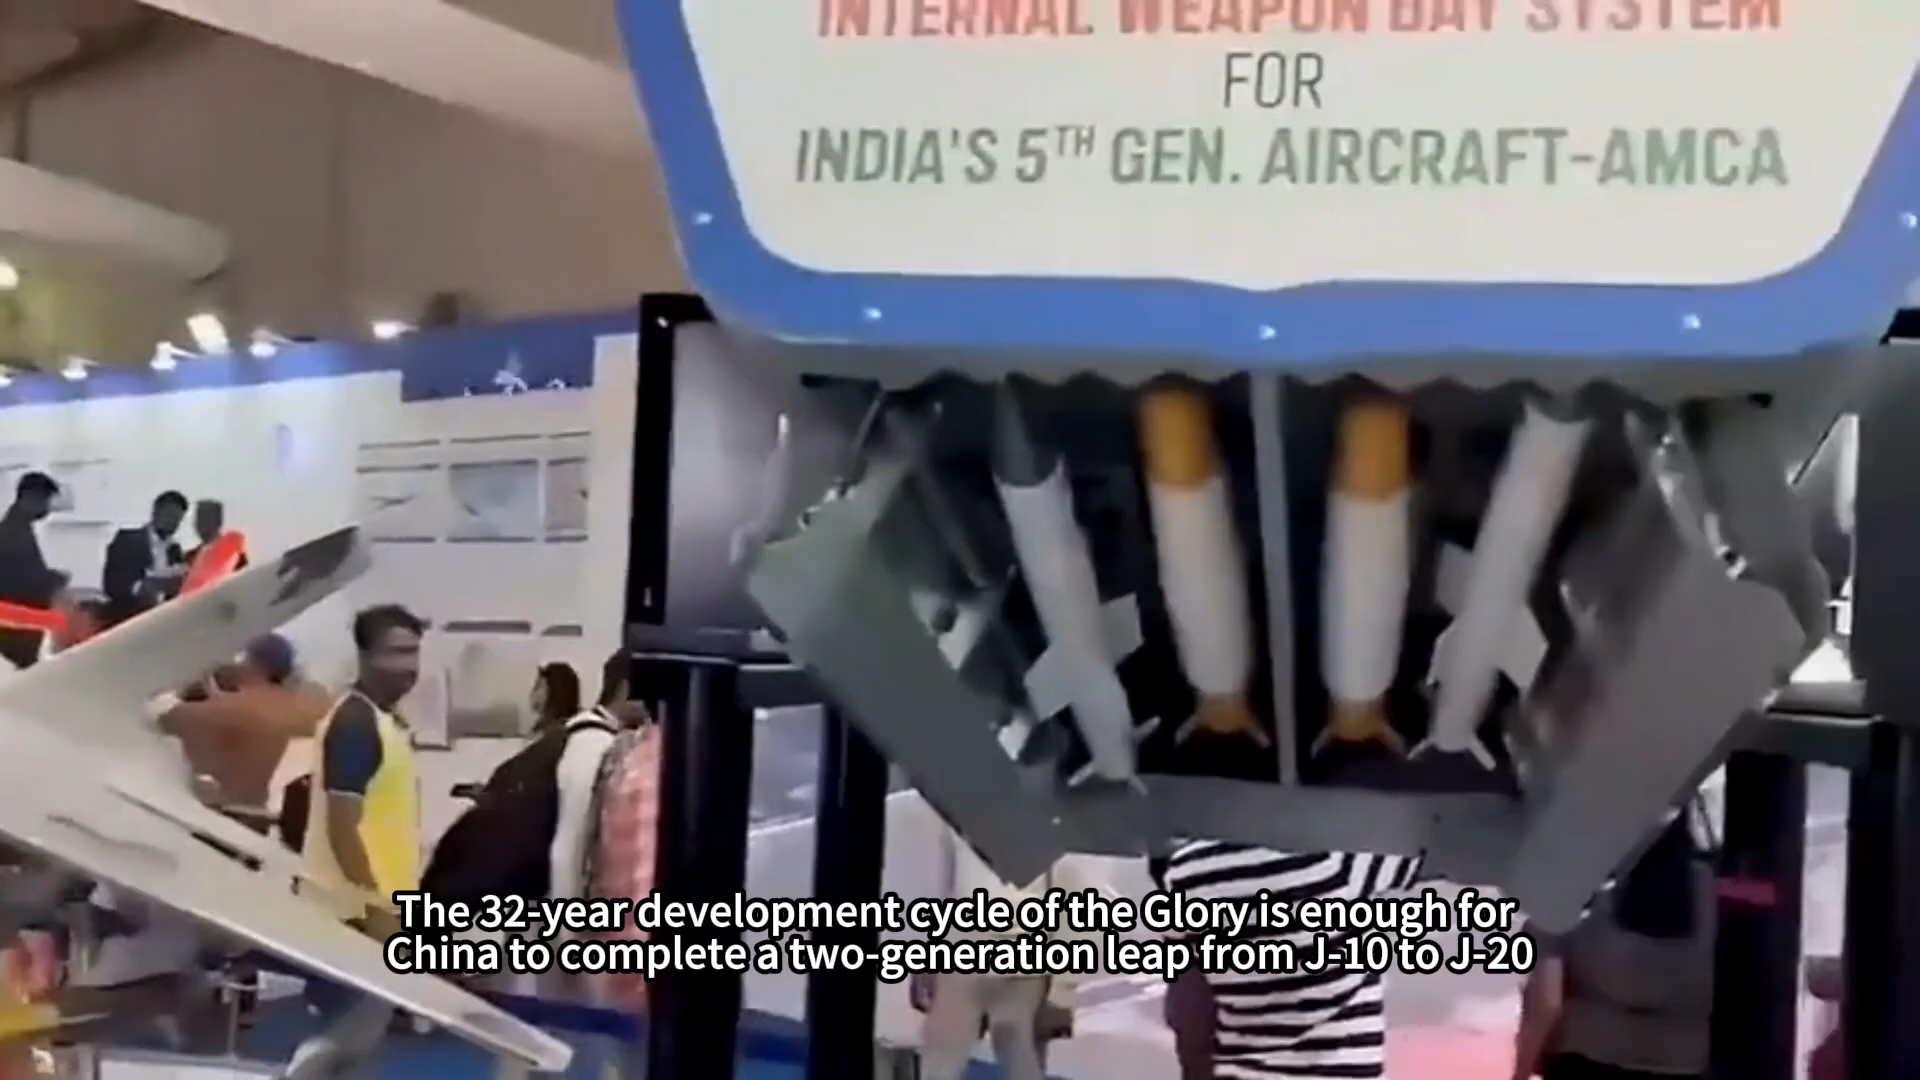 INTERNAL WEAPON BAY SYSTEM
FOR
INDIA'S 5TH GEN. AIRCRAFT-AMCA
The 32-year development cycle of the Glory is enough for
China to complete a two-generation leap from J-10 to J-20